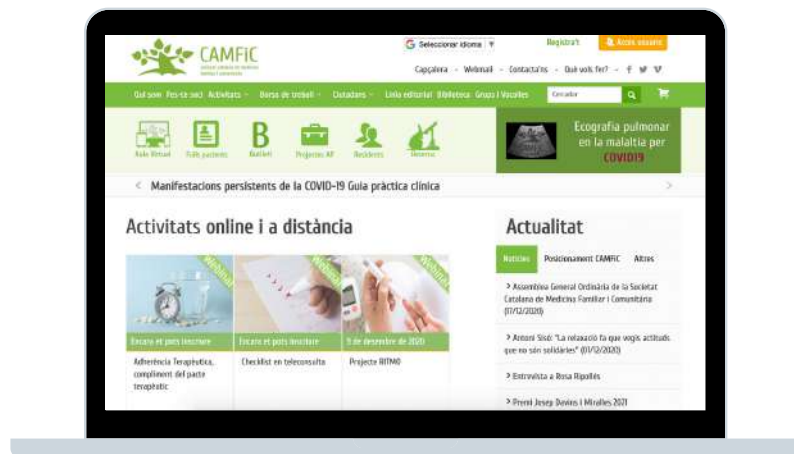 CAMFiC
Seleccionar idioma
Registra't
Accés usuaris
Capçalera
Webmail
Contacta'ns
Què vols fer?
Qui som Fes-te soci Activitats
Borsa de treball
Ciutadans
Línia editorial Biblioteca Grups i Vocalies
Cercador
Aula Virtual
Fulls pacients
B
Butlletí
Projectes AP
Residents
Recerca
Ecografia pulmonar
en la malaltia per
COVID19
Manifestacions persistents de la COVID-19 Guia pràctica clínica
Activitats online i a distància
Webinar
Webinar
Webinar
Encara et pots inscriure
Encara et pots inscriure
9 de desembre de 2020
Adherència Terapèutica,
compliment del pacte
terapèutic
Checklist en teleconsulta
Projecte RITMO
Actualitat
Notícies
Posicionament CAMFiC
Altres
> Assemblea General Ordinària de la Societat
Catalana de Medicina Familiar i Comunitària
(17/12/2020)
> Antoni Sisó: "La relaxació fa que vegis actituds
que no són solidàries" (01/12/2020)
> Entrevista a Rosa Ripollès
> Premi Josep Davins i Miralles 2021